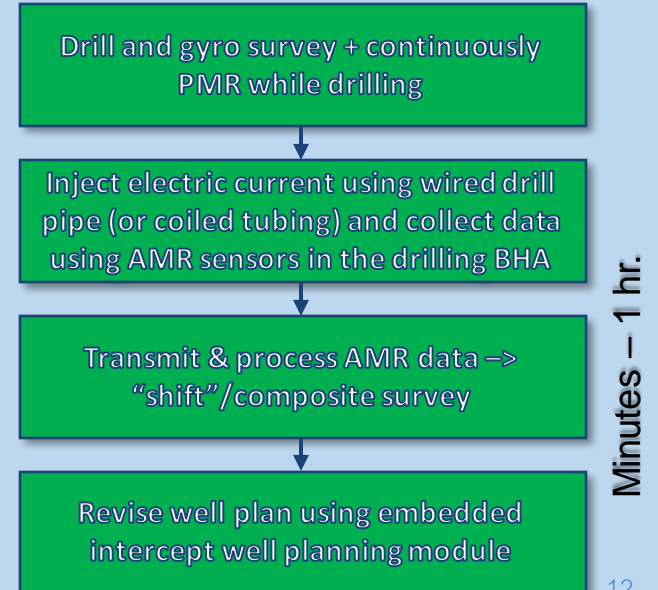 Drill and gyro survey + continuously
PMR while drilling
Inject electric current using wired drill
pipe (or coiled tubing) and collect data
using AMR sensors in the drilling BHA
Transmit & process AMR data –>
“shift”/composite survey
Revise well plan using embedded
intercept well planning module
Minutes – 1 hr.
12